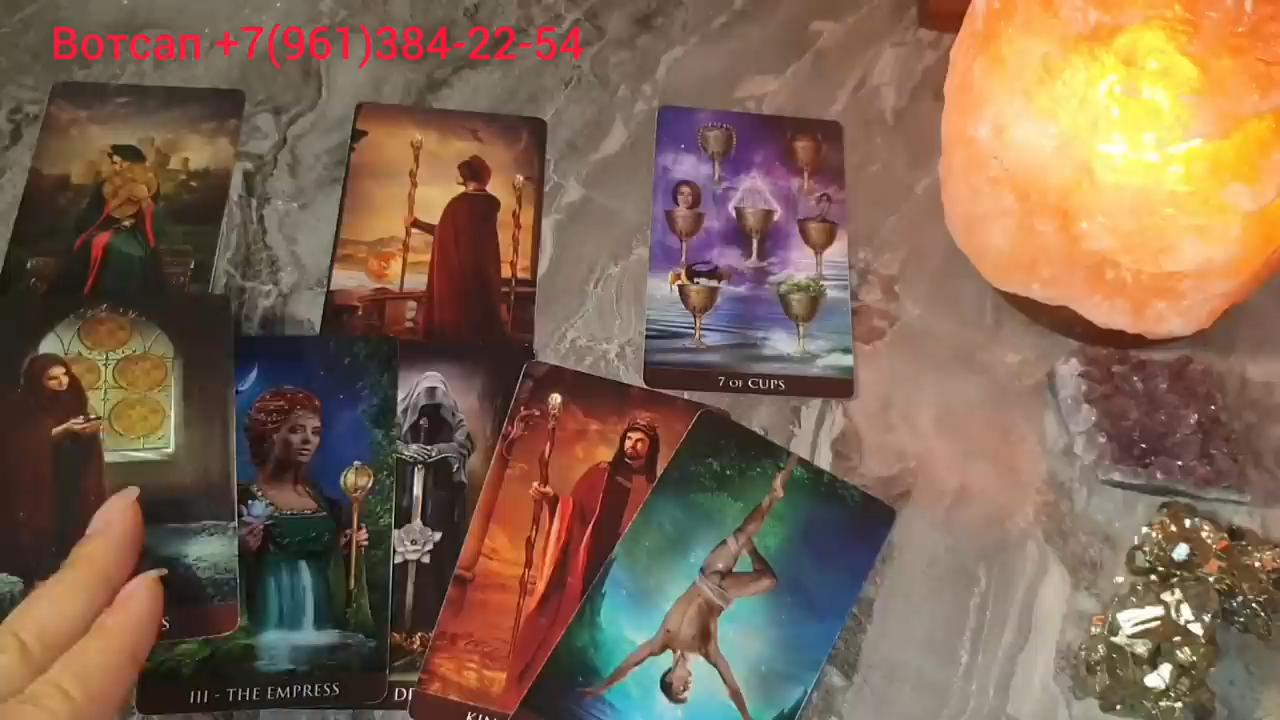 Вотсап +7(961)384-22-54
7 OF CUPS
III - THE EMPRESS